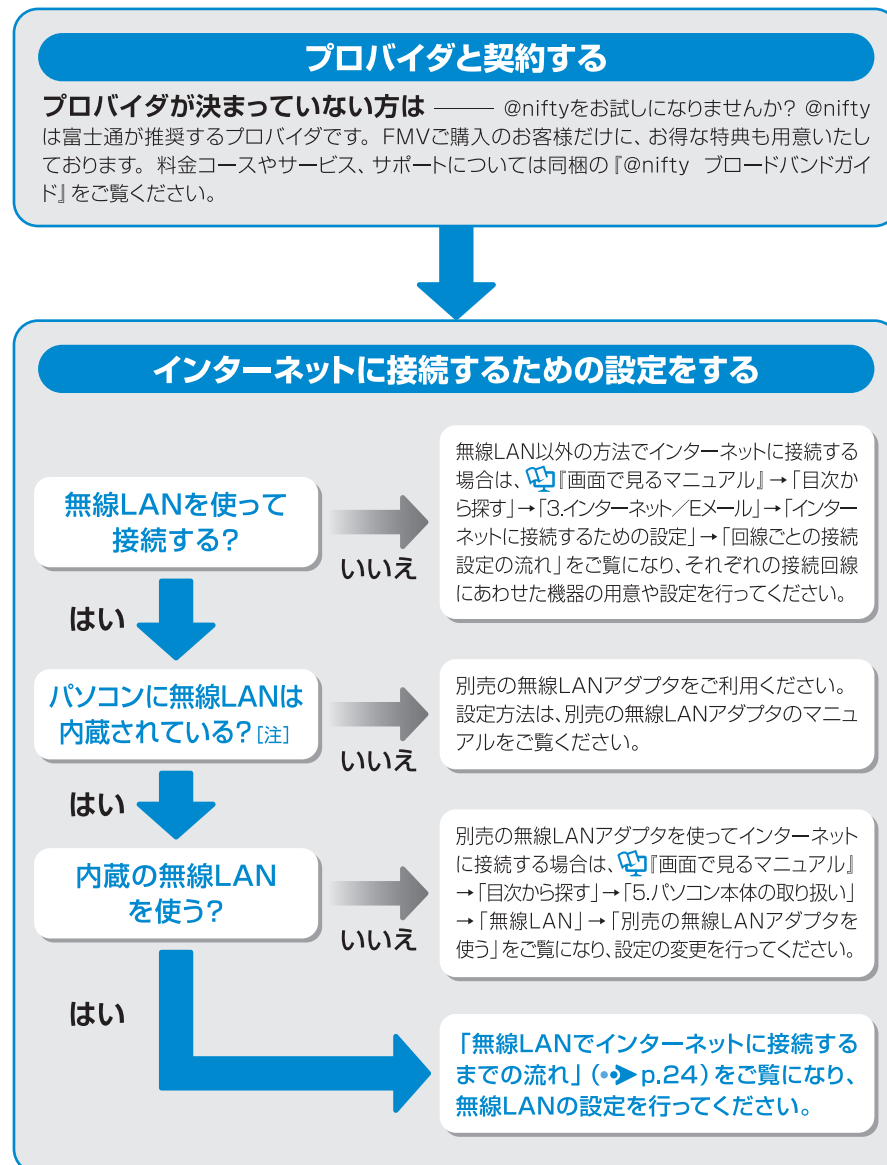 プロバイダと契約する
プロバイダが決まっていない方は ―― @niftyをお試しになりませんか? @nifty
は富士通が推奨するプロバイダです。FMVご購入のお客様だけに、お得な特典も用意いたし
ております。料金コースやサービス、サポートについては同梱の『@nifty ブロードバンドガイ
ド』をご覧ください。
インターネットに接続するための設定をする
無線LANを使って
接続する?
いいえ
無線LAN以外の方法でインターネットに接続する
場合は、『画面で見るマニュアル』→「目次か
ら探す」→「3.インターネット/Eメール」→「インター
ネットに接続するための設定」→「回線ごとの接続
設定の流れ」をご覧になり、それぞれの接続回線
にあわせた機器の用意や設定を行ってください。
はい
パソコンに無線LANは
内蔵されている?[注]
いいえ
別売の無線LANアダプタをご利用ください。
設定方法は、別売の無線LANアダプタのマニュ
アルをご覧ください。
はい
内蔵の無線LAN
を使う?
いいえ
別売の無線LANアダプタを使ってインターネット
に接続する場合は、『画面で見るマニュアル』
→「目次から探す」→「5.パソコン本体の取り扱い」
→「無線LAN」→「別売の無線LANアダプタを
使う」をご覧になり、設定の変更を行ってください。
はい
「無線LANでインターネットに接続する
までの流れ」(p.24)をご覧になり、
無線LANの設定を行ってください。